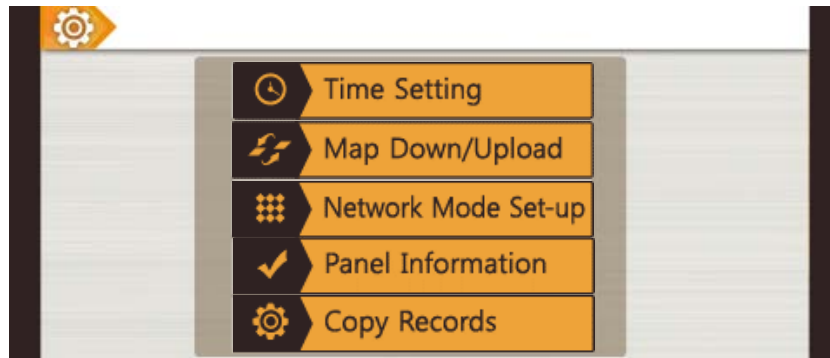 Time Setting
Map Down/Upload
Network Mode Set-up
Panel Information
Copy Records